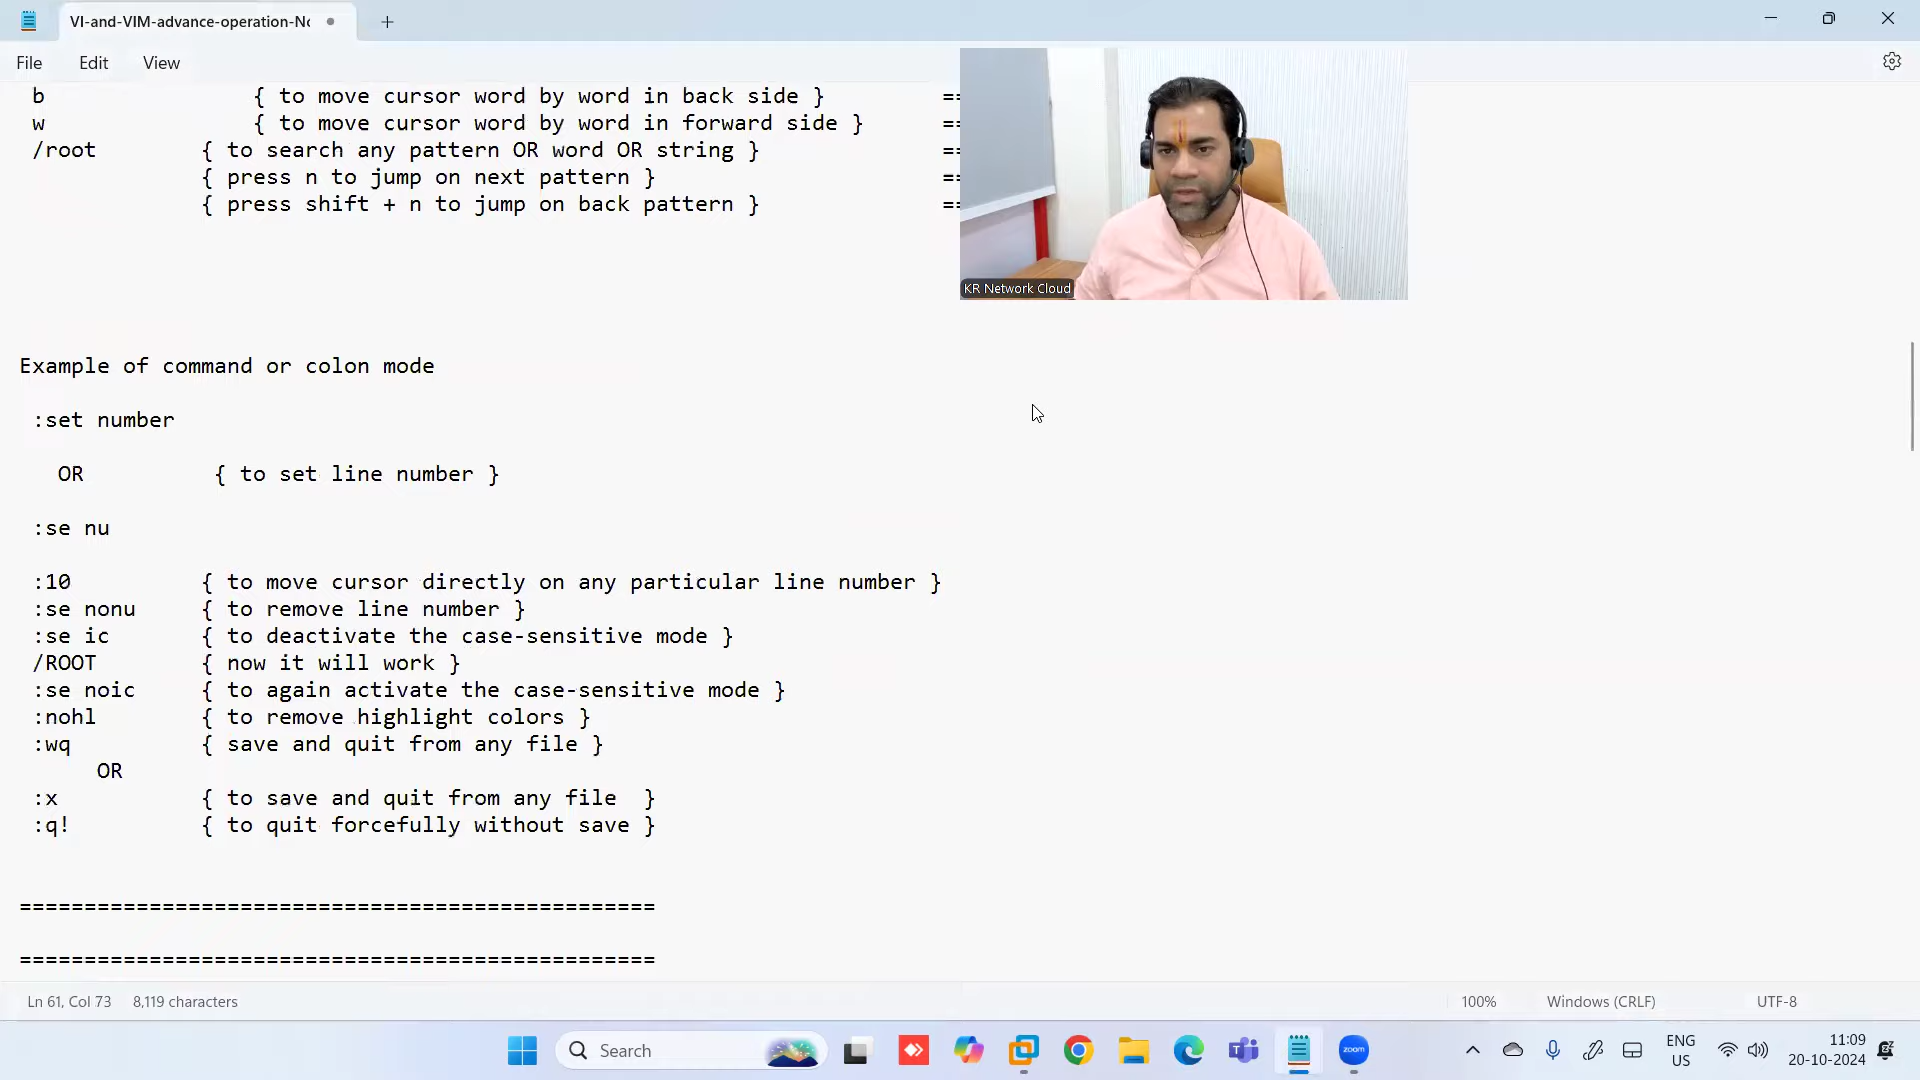 VI-and-VIM-advance-operation-No
File Edit View
b { to move cursor word by word in back side } ==
w { to move cursor word by word in forward side } ==
/root { to search any pattern OR word OR string } ==
{ press n to jump on next pattern } ==
{ press shift + n to jump on back pattern } ==
KR Network Cloud
Example of command or colon mode
:set number
OR { to set line number }
:se nu
:10 { to move cursor directly on any particular line number }
:se nonu { to remove line number }
:se ic { to deactivate the case-sensitive mode }
/ROOT { now it will work }
:se noic { to again activate the case-sensitive mode }
:nohl { to remove highlight colors }
:wq { save and quit from any file }
OR
:x { to save and quit from any file }
:q! { to quit forcefully without save }
=================================================
=================================================
Ln 61, Col 73 8,119 characters 100% Windows (CRLF) UTF-8
Search zoom ENG US 11:09 20-10-2024